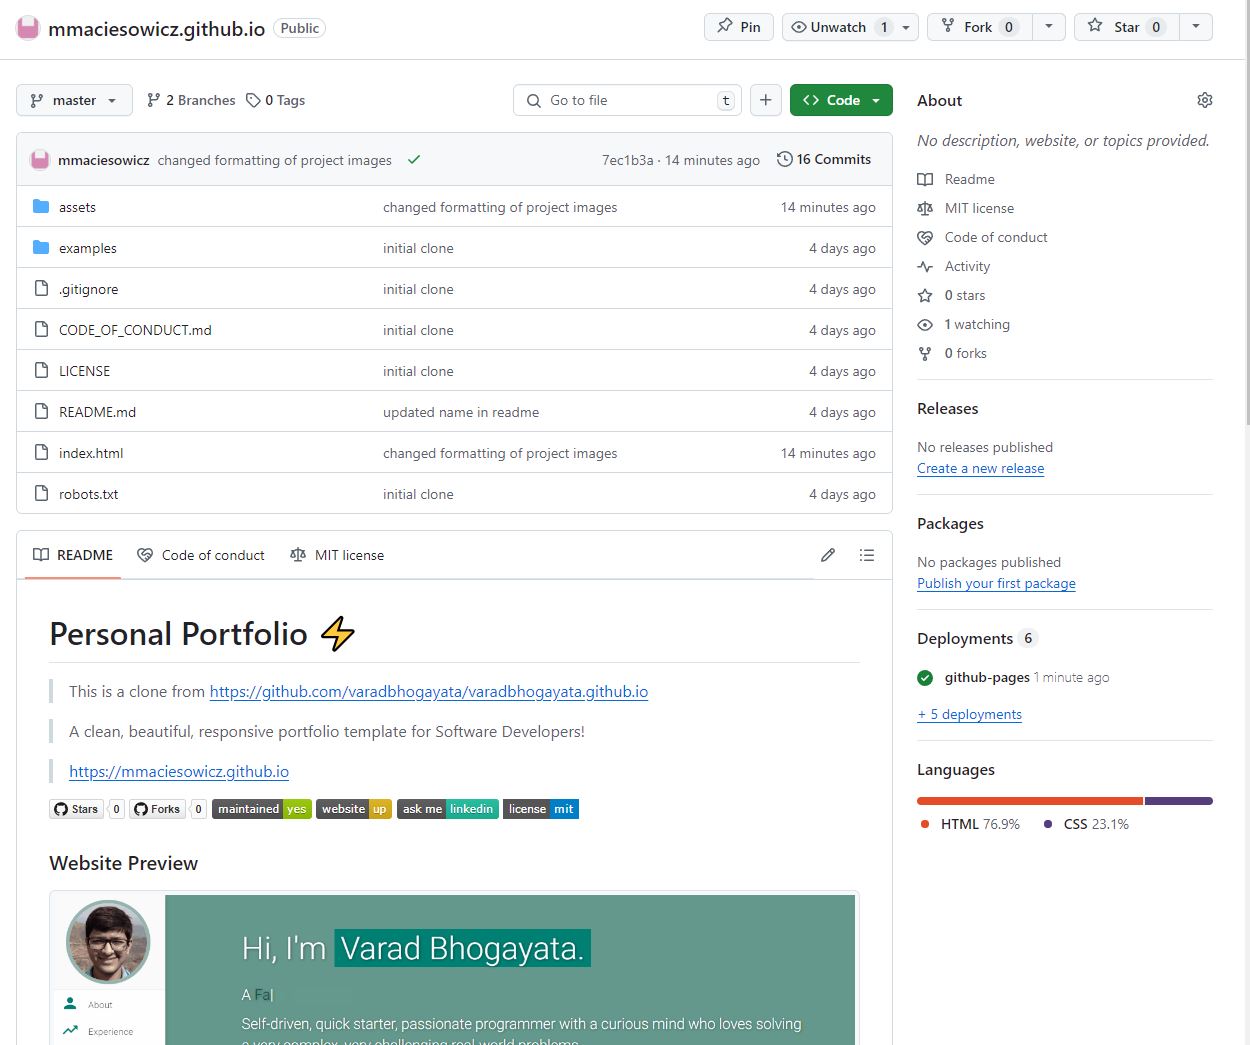 mmaciesowicz.github.io Public Pin Unwatch 1 Fork 0 Star 0
master 2 Branches 0 Tags Go to file t Code
mmaciesowicz changed formatting of project images 7ec1b3a · 14 minutes ago 16 Commits
assets changed formatting of project images 14 minutes ago
examples initial clone 4 days ago
.gitignore initial clone 4 days ago
CODE_OF_CONDUCT.md initial clone 4 days ago
LICENSE initial clone 4 days ago
README.md updated name in readme 4 days ago
index.html changed formatting of project images 14 minutes ago
robots.txt initial clone 4 days ago
README Code of conduct MIT license
Personal Portfolio ⚡
This is a clone from https://github.com/varadbhogayata/varadbhogayata.github.io
A clean, beautiful, responsive portfolio template for Software Developers!
https://mmaciesowicz.github.io
Stars 0 Forks 0 maintained yes website up ask me linkedin license mit
Website Preview
Hi, I'm Varad Bhogayata.
A Fa|
About
Experience
Self-driven, quick starter, passionate programmer with a curious mind who loves solving
a very complex, very challenging real-world problems.
About
No description, website, or topics provided.
Readme
MIT license
Code of conduct
Activity
0 stars
1 watching
0 forks
Releases
No releases published
Create a new release
Packages
No packages published
Publish your first package
Deployments 6
github-pages 1 minute ago
+ 5 deployments
Languages
HTML 76.9% CSS 23.1%